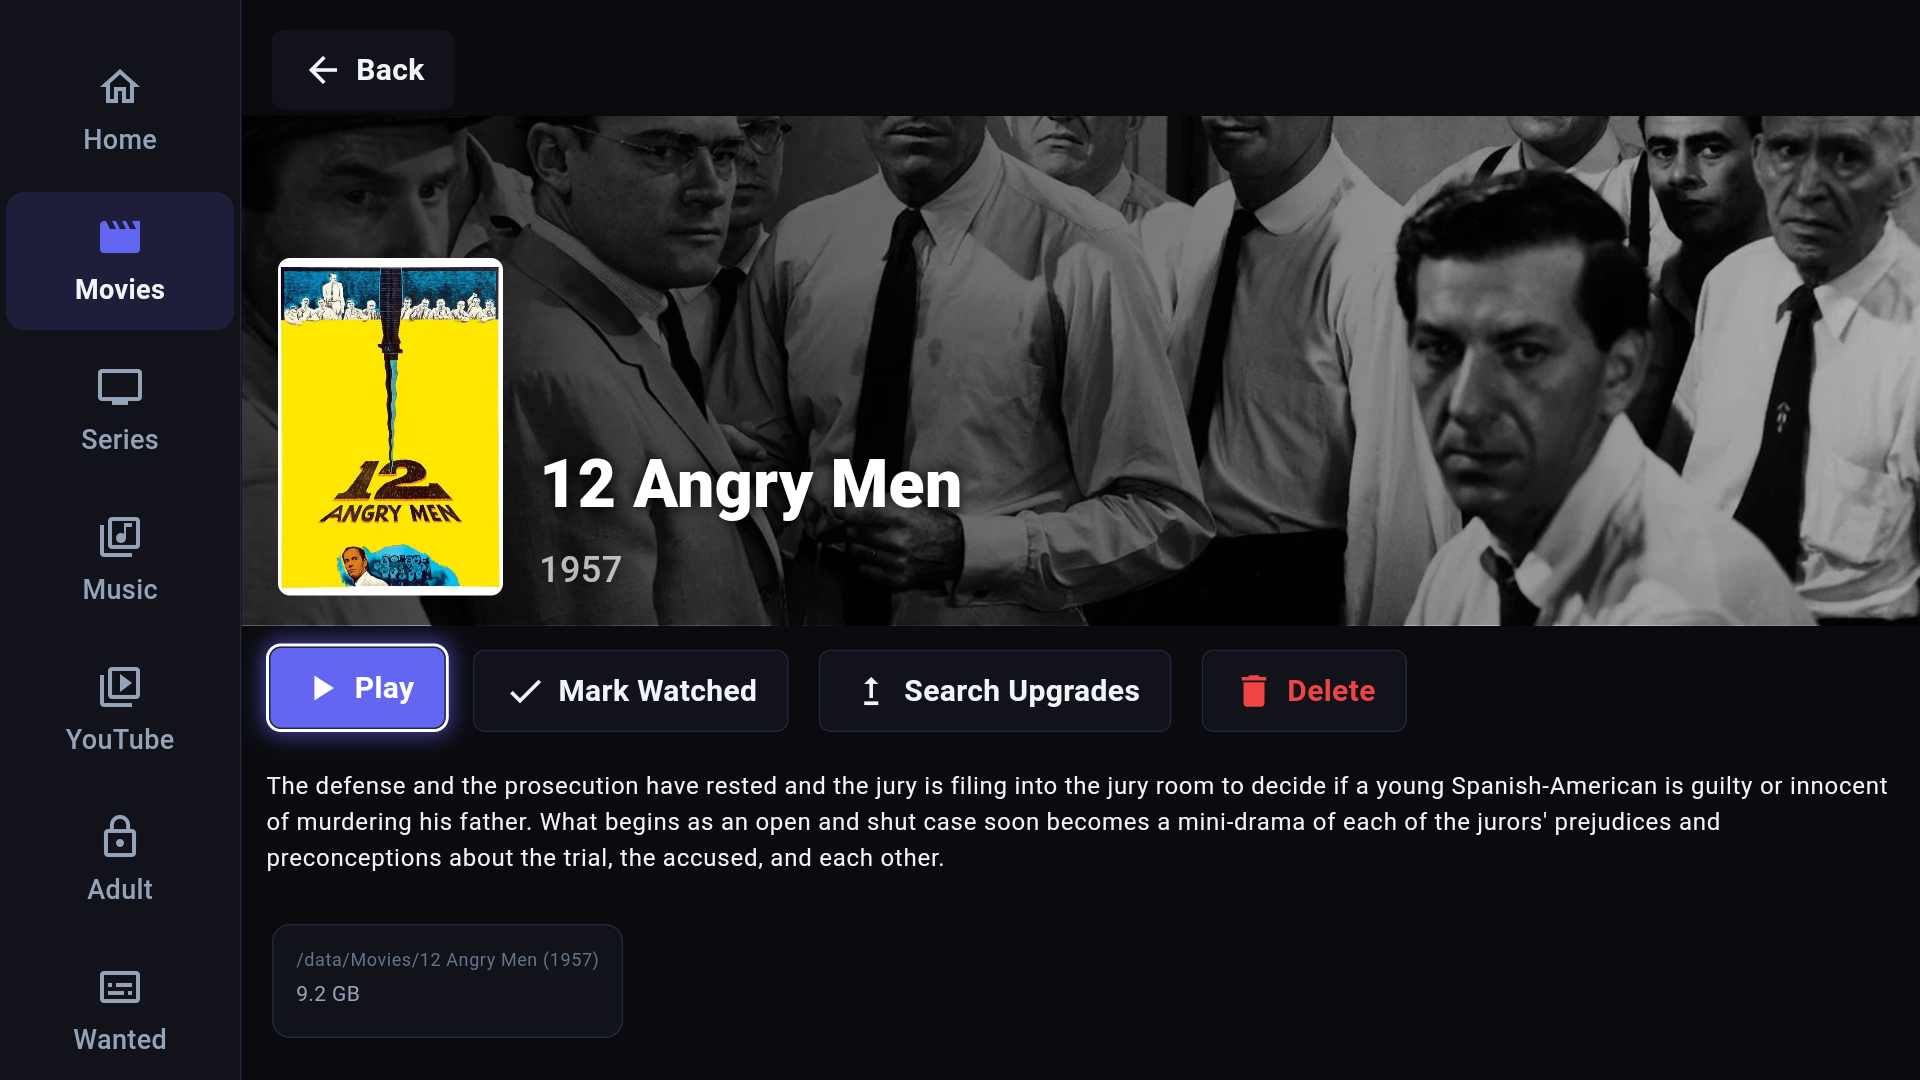 Home
Movies
Series
Music
YouTube
Adult
Wanted
Back
12
ANGRY MEN
12 Angry Men
1957
Play
Mark Watched
Search Upgrades
Delete
The defense and the prosecution have rested and the jury is filing into the jury room to decide if a young Spanish-American is guilty or innocent
of murdering his father. What begins as an open and shut case soon becomes a mini-drama of each of the jurors' prejudices and
preconceptions about the trial, the accused, and each other.
/data/Movies/12 Angry Men (1957)
9.2 GB